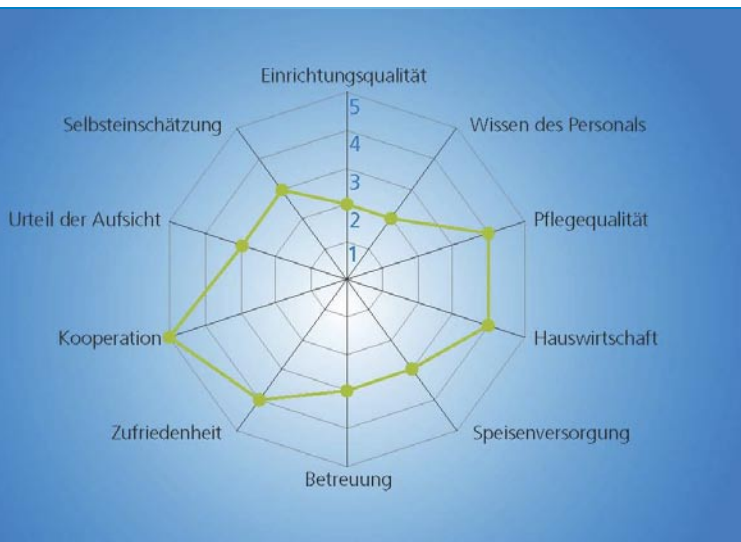 Einrichtungsqualität
5
Selbsteinschätzung
Wissen des Personals
4
3
Urteil der Aufsicht
2
Pflegequalität
1
Kooperation
Hauswirtschaft
Zufriedenheit
Speisenversorgung
Betreuung